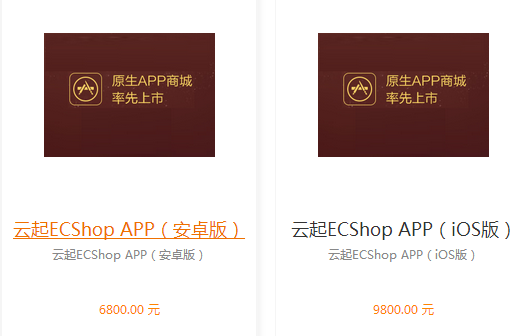 原生APP商城
率先上市
云起ECShop APP（安卓版）
云起ECShop APP（安卓版）
6800.00 元
原生APP商城
率先上市
云起ECShop APP（iOS版）
云起ECShop APP（iOS版）
9800.00 元